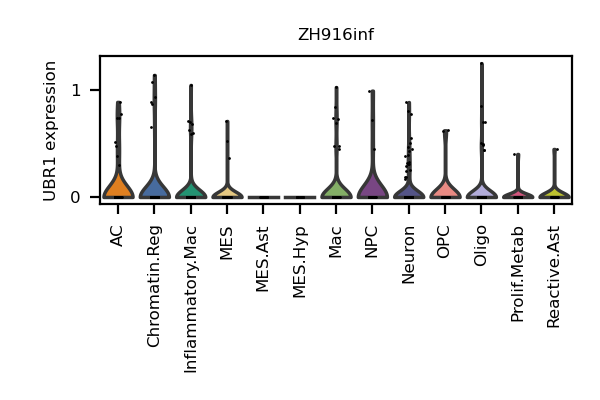 ZH916inf
UBR1 expression
1
0
AC
Chromatin.Reg
Inflammatory.Mac
MES
MES.Ast
MES.Hyp
Mac
NPC
Neuron
OPC
Oligo
Prolif.Metab
Reactive.Ast